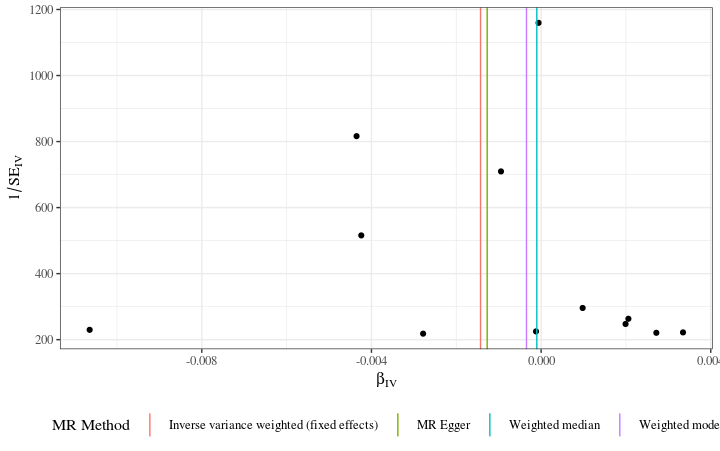 1200
1000
800
600
400
200
1/SE_IV
-0.008 -0.004 0.000 0.004
β_IV
MR Method Inverse variance weighted (fixed effects) MR Egger Weighted median Weighted mode